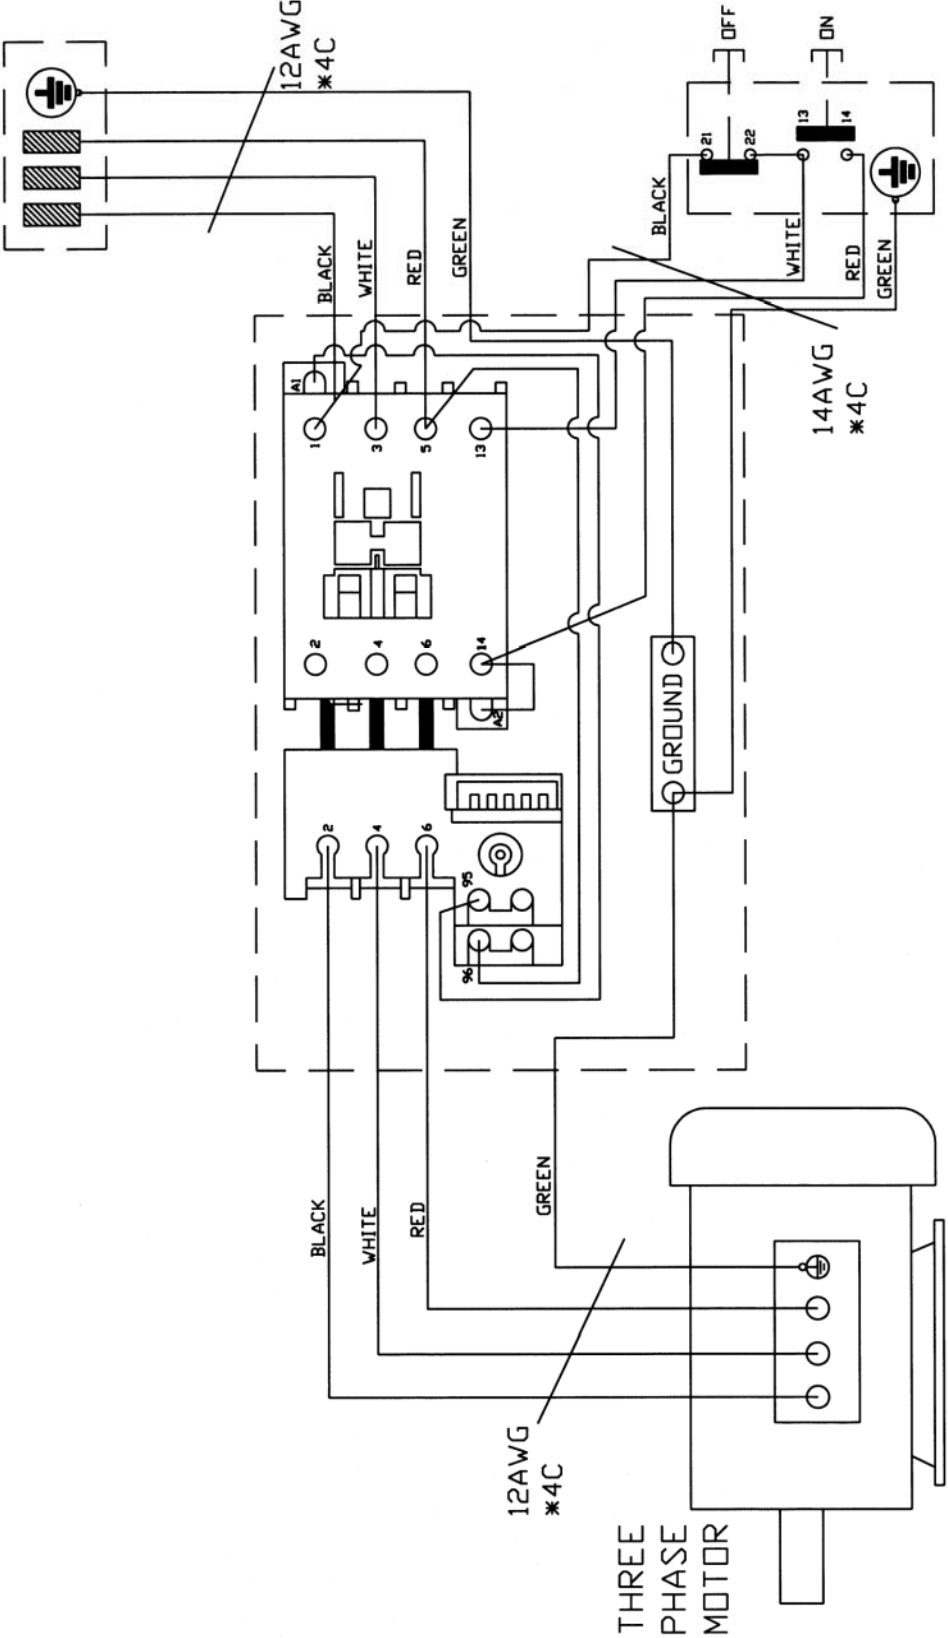 12AWG
*4C
OFF
ON
21
22
13
14
BLACK
WHITE
RED
GREEN
BLACK
WHITE
RED
GREEN
14AWG
*4C
A1
1
3
5
13
2
4
6
14
A2
GROUND
2
4
6
95
96
BLACK
WHITE
RED
GREEN
12AWG
*4C
THREE
PHASE
MOTOR